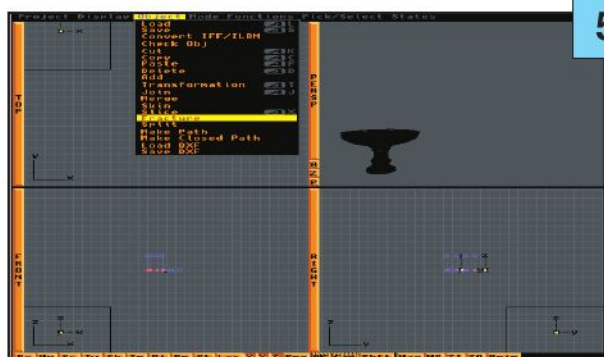 5
Project Display Object Mode Functions Pick/Select States
Load L
Save S
Convert IFF/ILBM
Check Obj
Cut X
Copy C
Paste P
Delete D
Add
Transformation T
Join J
Merge
Skin
Slice
Fracture
Split
Make Path
Make Closed Path
Load DXF
Save DXF
TOP
PERSP
A
Z
P
FRONT
RIGHT